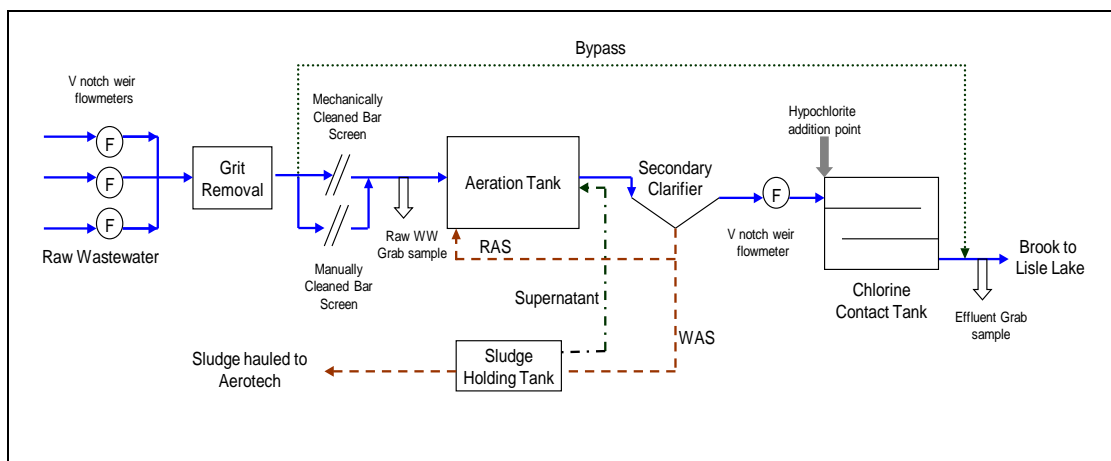 Bypass
V notch weir
flowmeters
Mechanically
Cleaned Bar
Screen
Hypochlorite
addition point
F
F
F
Grit
Removal
Aeration Tank
Secondary
Clarifier
F
Raw Wastewater
Raw WW
Grab sample
RAS
V notch weir
flowmeter
Manually
Cleaned Bar
Screen
Supernatant
Chlorine
Contact Tank
Brook to
Lisle Lake
Effluent Grab
sample
WAS
Sludge hauled to
Aerotech
Sludge
Holding Tank